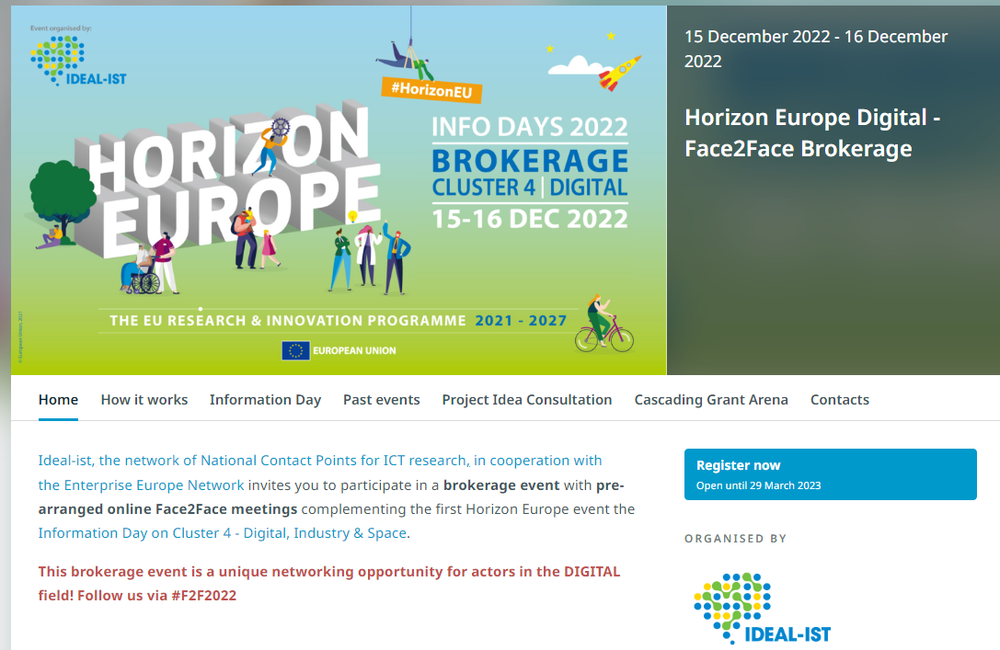 Event organised by:
IDEAL-IST
#HorizonEU
HORIZON
EUROPE
INFO DAYS 2022
BROKERAGE
CLUSTER 4 | DIGITAL
15-16 DEC 2022
THE EU RESEARCH & INNOVATION PROGRAMME 2021 - 2027
EUROPEAN UNION
© European Union, 2021
15 December 2022 - 16 December
2022
Horizon Europe Digital -
Face2Face Brokerage
Home How it works Information Day Past events Project Idea Consultation Cascading Grant Arena Contacts
Ideal-ist, the network of National Contact Points for ICT research, in cooperation with
the Enterprise Europe Network invites you to participate in a brokerage event with pre-
arranged online Face2Face meetings complementing the first Horizon Europe event the
Information Day on Cluster 4 - Digital, Industry & Space.
This brokerage event is a unique networking opportunity for actors in the DIGITAL
field! Follow us via #F2F2022
Register now
Open until 29 March 2023
ORGANISED BY
IDEAL-IST